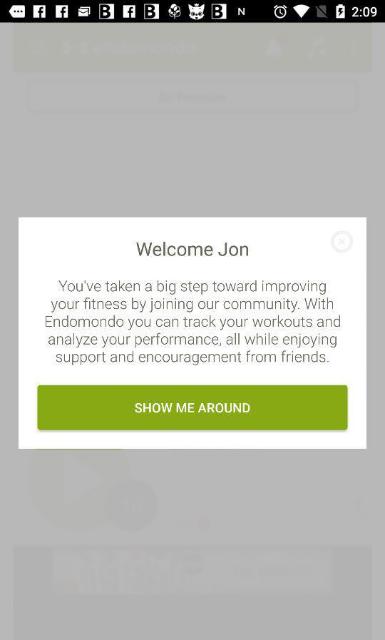 2:09
Welcome Jon
You've taken a big step toward improving
your fitness by joining our community. With
Endomondo you can track your workouts and
analyze your performance, all while enjoying
support and encouragement from friends.
SHOW ME AROUND